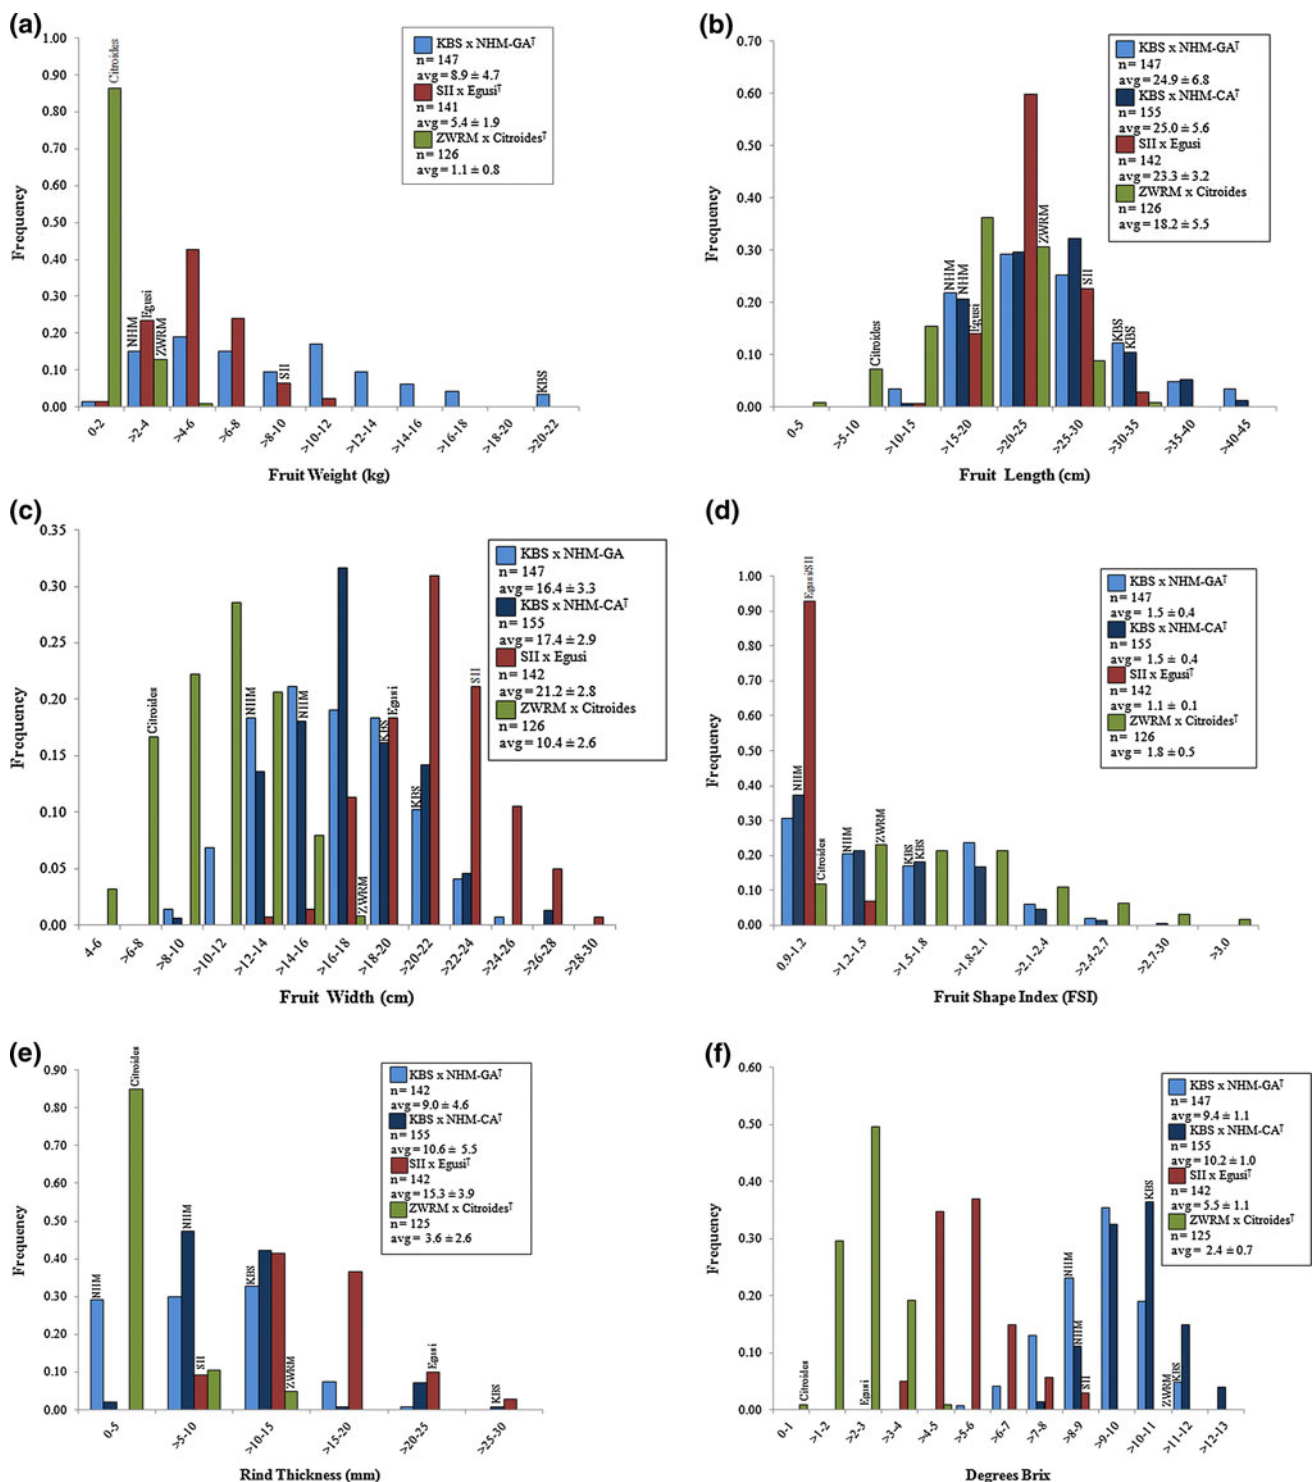 (a)
1.00
0.90
0.80
0.70
0.60
0.50
0.40
0.30
0.20
0.10
0.00
Frequency
Citroides
NHM
Egusi
ZWRM
SII
KBS
KBS x NHM-GA†
n= 147
avg= 8.9 ± 4.7
SII x Egusi†
n= 141
avg= 5.4 ± 1.9
ZWRM x Citroides†
n= 126
avg= 1.1 ± 0.8
0-2
>2-4
>4-6
>6-8
>8-10
>10-12
>12-14
>14-16
>16-18
>18-20
>20-22
Fruit Weight (kg)
(b)
0.70
0.60
0.50
0.40
0.30
0.20
0.10
0.00
Frequency
Citroides
NHM
NHM
Egusi
ZWRM
SII
KBS
KBS
KBS x NHM-GA†
n= 147
avg= 24.9 ± 6.8
KBS x NHM-CA†
n= 155
avg= 25.0 ± 5.6
SII x Egusi
n= 142
avg= 23.3 ± 3.2
ZWRM x Citroides
n= 126
avg= 18.2 ± 5.5
0-5
>5-10
>10-15
>15-20
>20-25
>25-30
>30-35
>35-40
>40-45
Fruit Length (cm)
(c)
0.35
0.30
0.25
0.20
0.15
0.10
0.05
0.00
Frequency
Citroides
NHM
NHM
ZWRM
KBS
Egusi
KBS
SII
KBS x NHM-GA
n= 147
avg= 16.4 ± 3.3
KBS x NHM-CA†
n= 155
avg= 17.4 ± 2.9
SII x Egusi
n= 142
avg= 21.2 ± 2.8
ZWRM x Citroides
n= 126
avg= 10.4 ± 2.6
4-6
>6-8
>8-10
>10-12
>12-14
>14-16
>16-18
>18-20
>20-22
>22-24
>24-26
>26-28
>28-30
Fruit Width (cm)
(d)
1.00
0.90
0.80
0.70
0.60
0.50
0.40
0.30
0.20
0.10
0.00
Frequency
NHM
Egusi/SII
Citroides
NHM
ZWRM
KBS
KBS
KBS x NHM-GA†
n= 147
avg= 1.5 ± 0.4
KBS x NHM-CA†
n= 155
avg= 1.5 ± 0.4
SII x Egusi†
n= 142
avg= 1.1 ± 0.1
ZWRM x Citroides†
n= 126
avg= 1.8 ± 0.5
0.9-1.2
>1.2-1.5
>1.5-1.8
>1.8-2.1
>2.1-2.4
>2.4-2.7
>2.7-30
>3.0
Fruit Shape Index (FSI)
(e)
0.90
0.80
0.70
0.60
0.50
0.40
0.30
0.20
0.10
0.00
Frequency
NHM
Citroides
NHM
SII
KBS
ZWRM
Egusi
KBS
KBS x NHM-GA†
n= 142
avg= 9.0 ± 4.6
KBS x NHM-CA†
n= 155
avg= 10.6 ± 5.5
SII x Egusi†
n= 142
avg= 15.3 ± 3.9
ZWRM x Citroides†
n= 125
avg= 3.6 ± 2.6
0-5
>5-10
>10-15
>15-20
>20-25
>25-30
Rind Thickness (mm)
(f)
0.60
0.50
0.40
0.30
0.20
0.10
0.00
Frequency
Citroides
Egusi
NHM
NHM
SII
KBS
ZWRM
KBS
KBS x NHM-GA†
n= 147
avg= 9.4 ± 1.1
KBS x NHM-CA†
n= 155
avg= 10.2 ± 1.0
SII x Egusi†
n= 142
avg= 5.5 ± 1.1
ZWRM x Citroides†
n= 125
avg= 2.4 ± 0.7
0-1
>1-2
>2-3
>3-4
>4-5
>5-6
>6-7
>7-8
>8-9
>9-10
>10-11
>11-12
>12-13
Degrees Brix